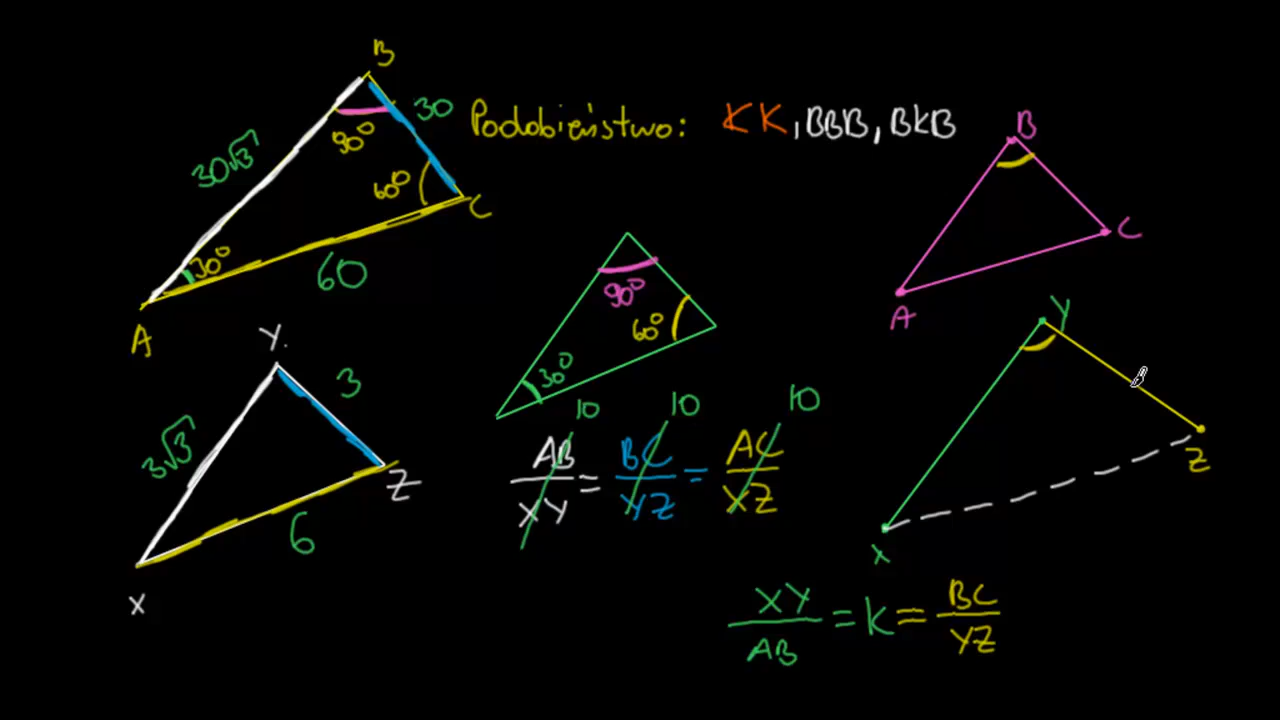 B
30
Podobieństwo: KK, BBB, BKB
90°
30√3
60°
C
30°
60
A
B
C
A
90°
60°
30°
Y.
3
3√3
Z
6
X
10 10 10
AB/XY = BC/YZ = AC/XZ
Y
Z
X
XY/AB = K = BC/YZ